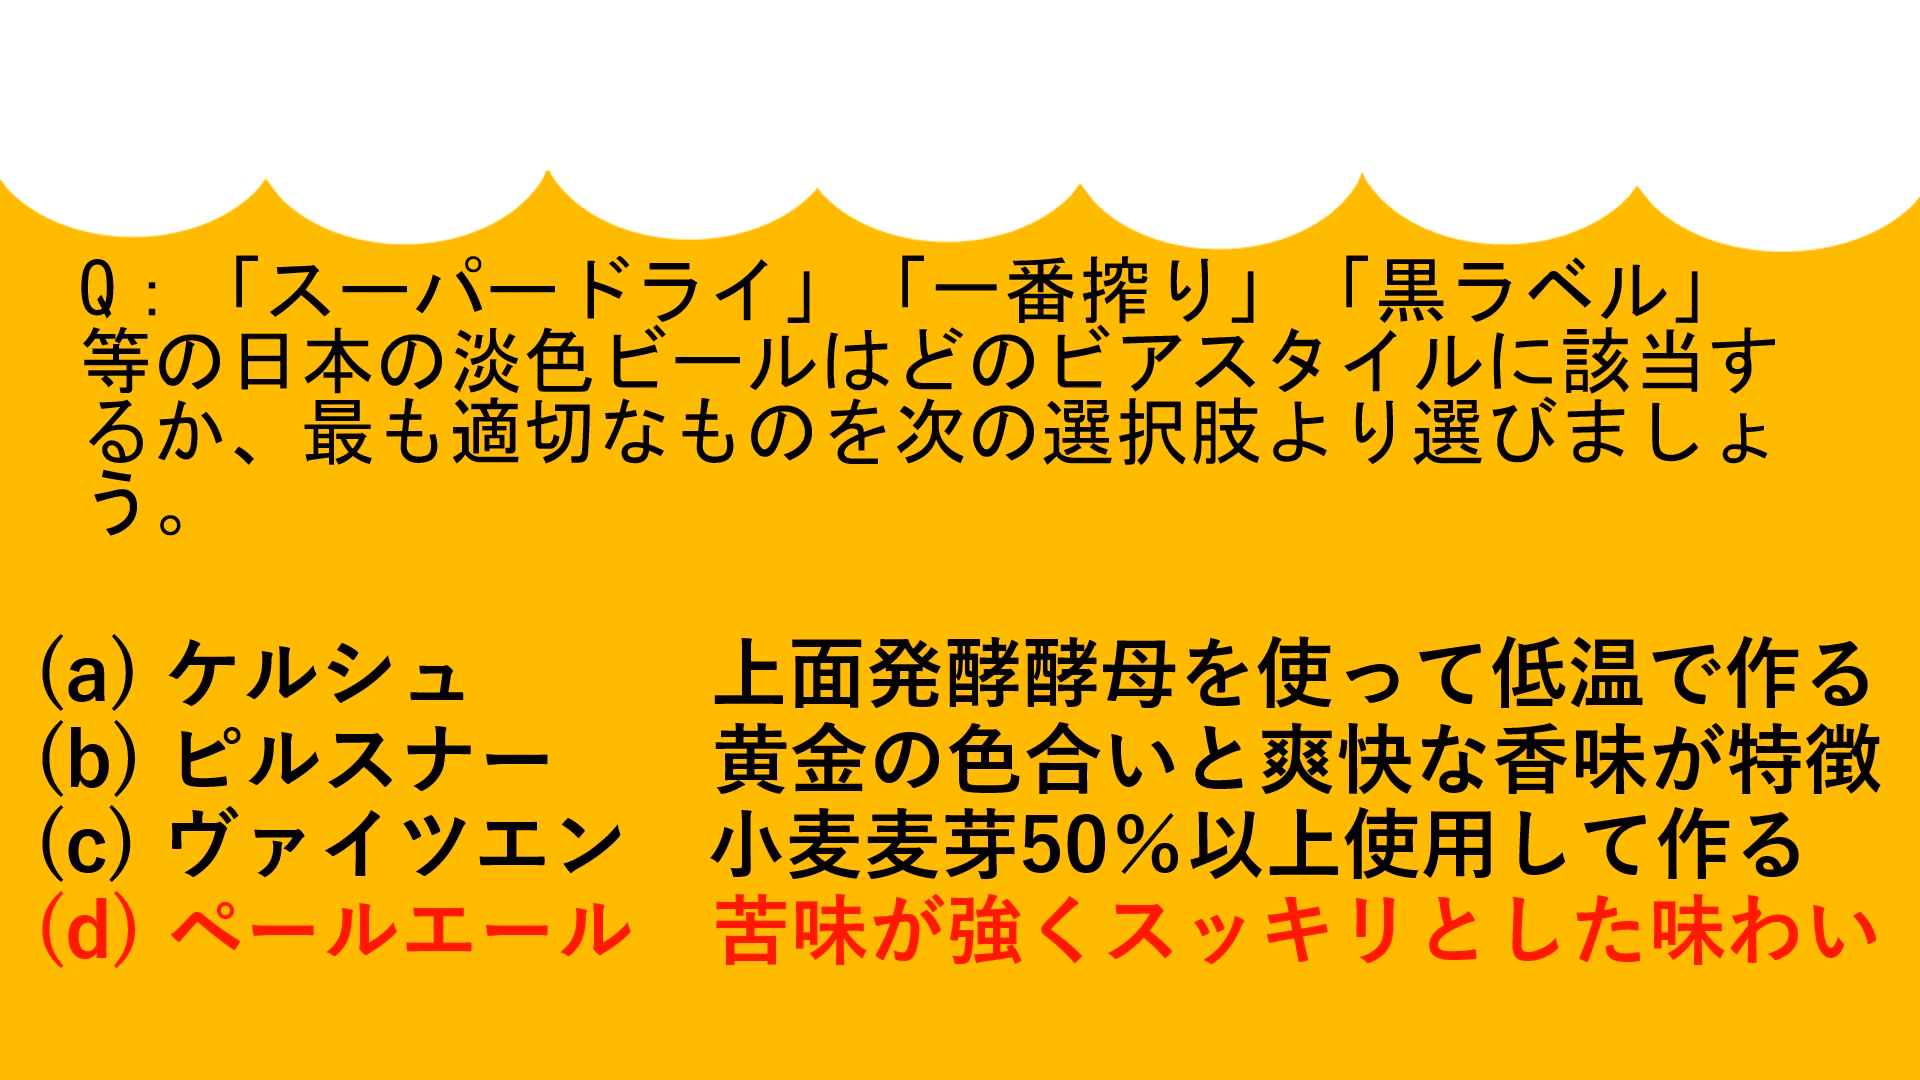 Q：「スーパードライ」「一番搾り」「黒ラベル」
等の日本の淡色ビールはどのビアスタイルに該当す
るか、最も適切なものを次の選択肢より選びましょ
う。
(a) ケルシュ 上面発酵酵母を使って低温で作る
(b) ピルスナー 黄金の色合いと爽快な香味が特徴
(c) ヴァイツエン 小麦麦芽50％以上使用して作る
(d) ペールエール 苦味が強くスッキリとした味わい